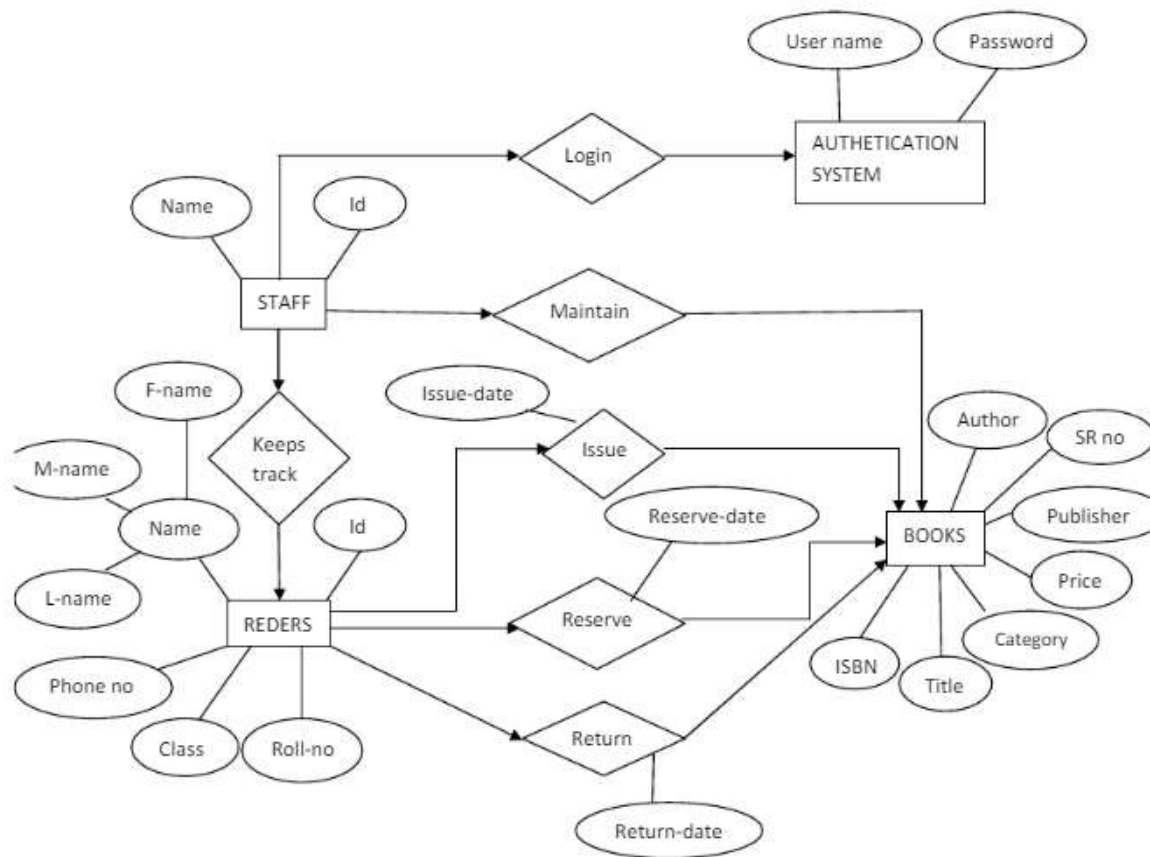 User name
Password
Login
AUTHETICATION
SYSTEM
Name
Id
STAFF
Maintain
F-name
Issue-date
Author
SR no
Keeps
track
Issue
M-name
Name
Id
Reserve-date
Publisher
BOOKS
L-name
Price
REDERS
Reserve
Category
ISBN
Title
Phone no
Class
Roll-no
Return
Return-date